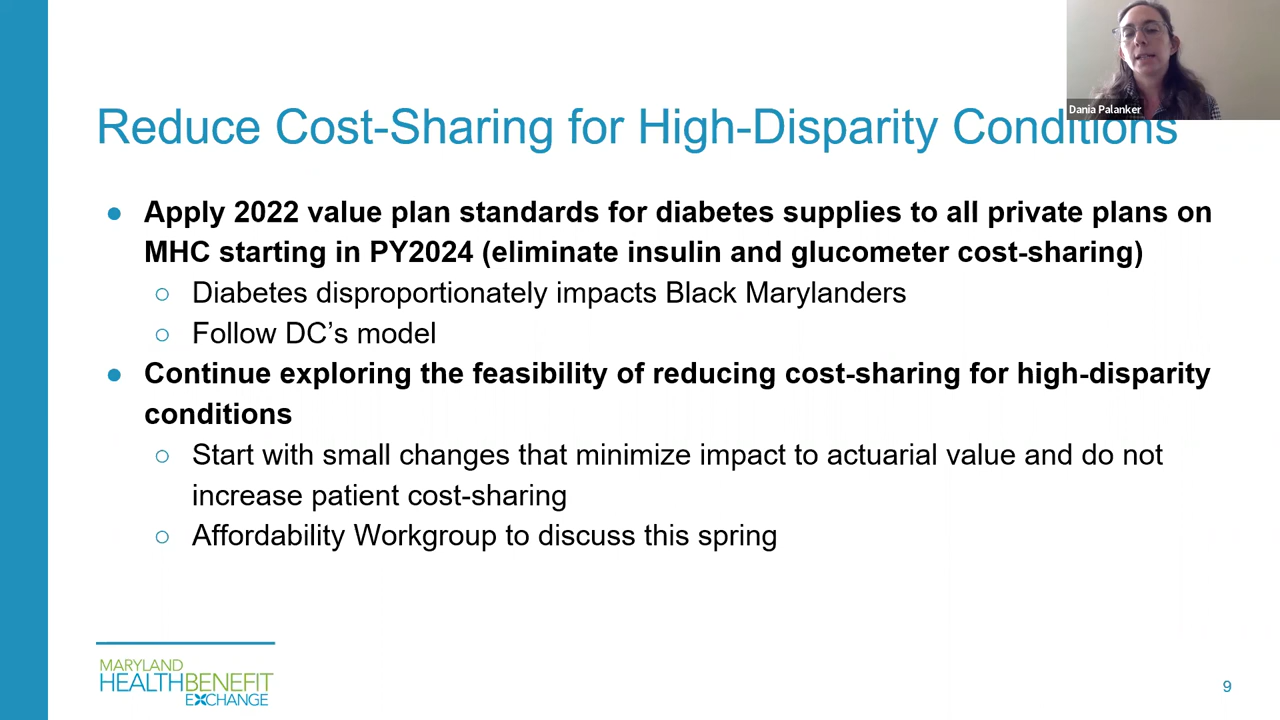 Dania Palanker
Reduce Cost-Sharing for High-Disparity Conditions
● Apply 2022 value plan standards for diabetes supplies to all private plans on
MHC starting in PY2024 (eliminate insulin and glucometer cost-sharing)
○ Diabetes disproportionately impacts Black Marylanders
○ Follow DC’s model
● Continue exploring the feasibility of reducing cost-sharing for high-disparity
conditions
○ Start with small changes that minimize impact to actuarial value and do not
increase patient cost-sharing
○ Affordability Workgroup to discuss this spring
MARYLAND
HEALTHBENEFIT
EXCHANGE
9